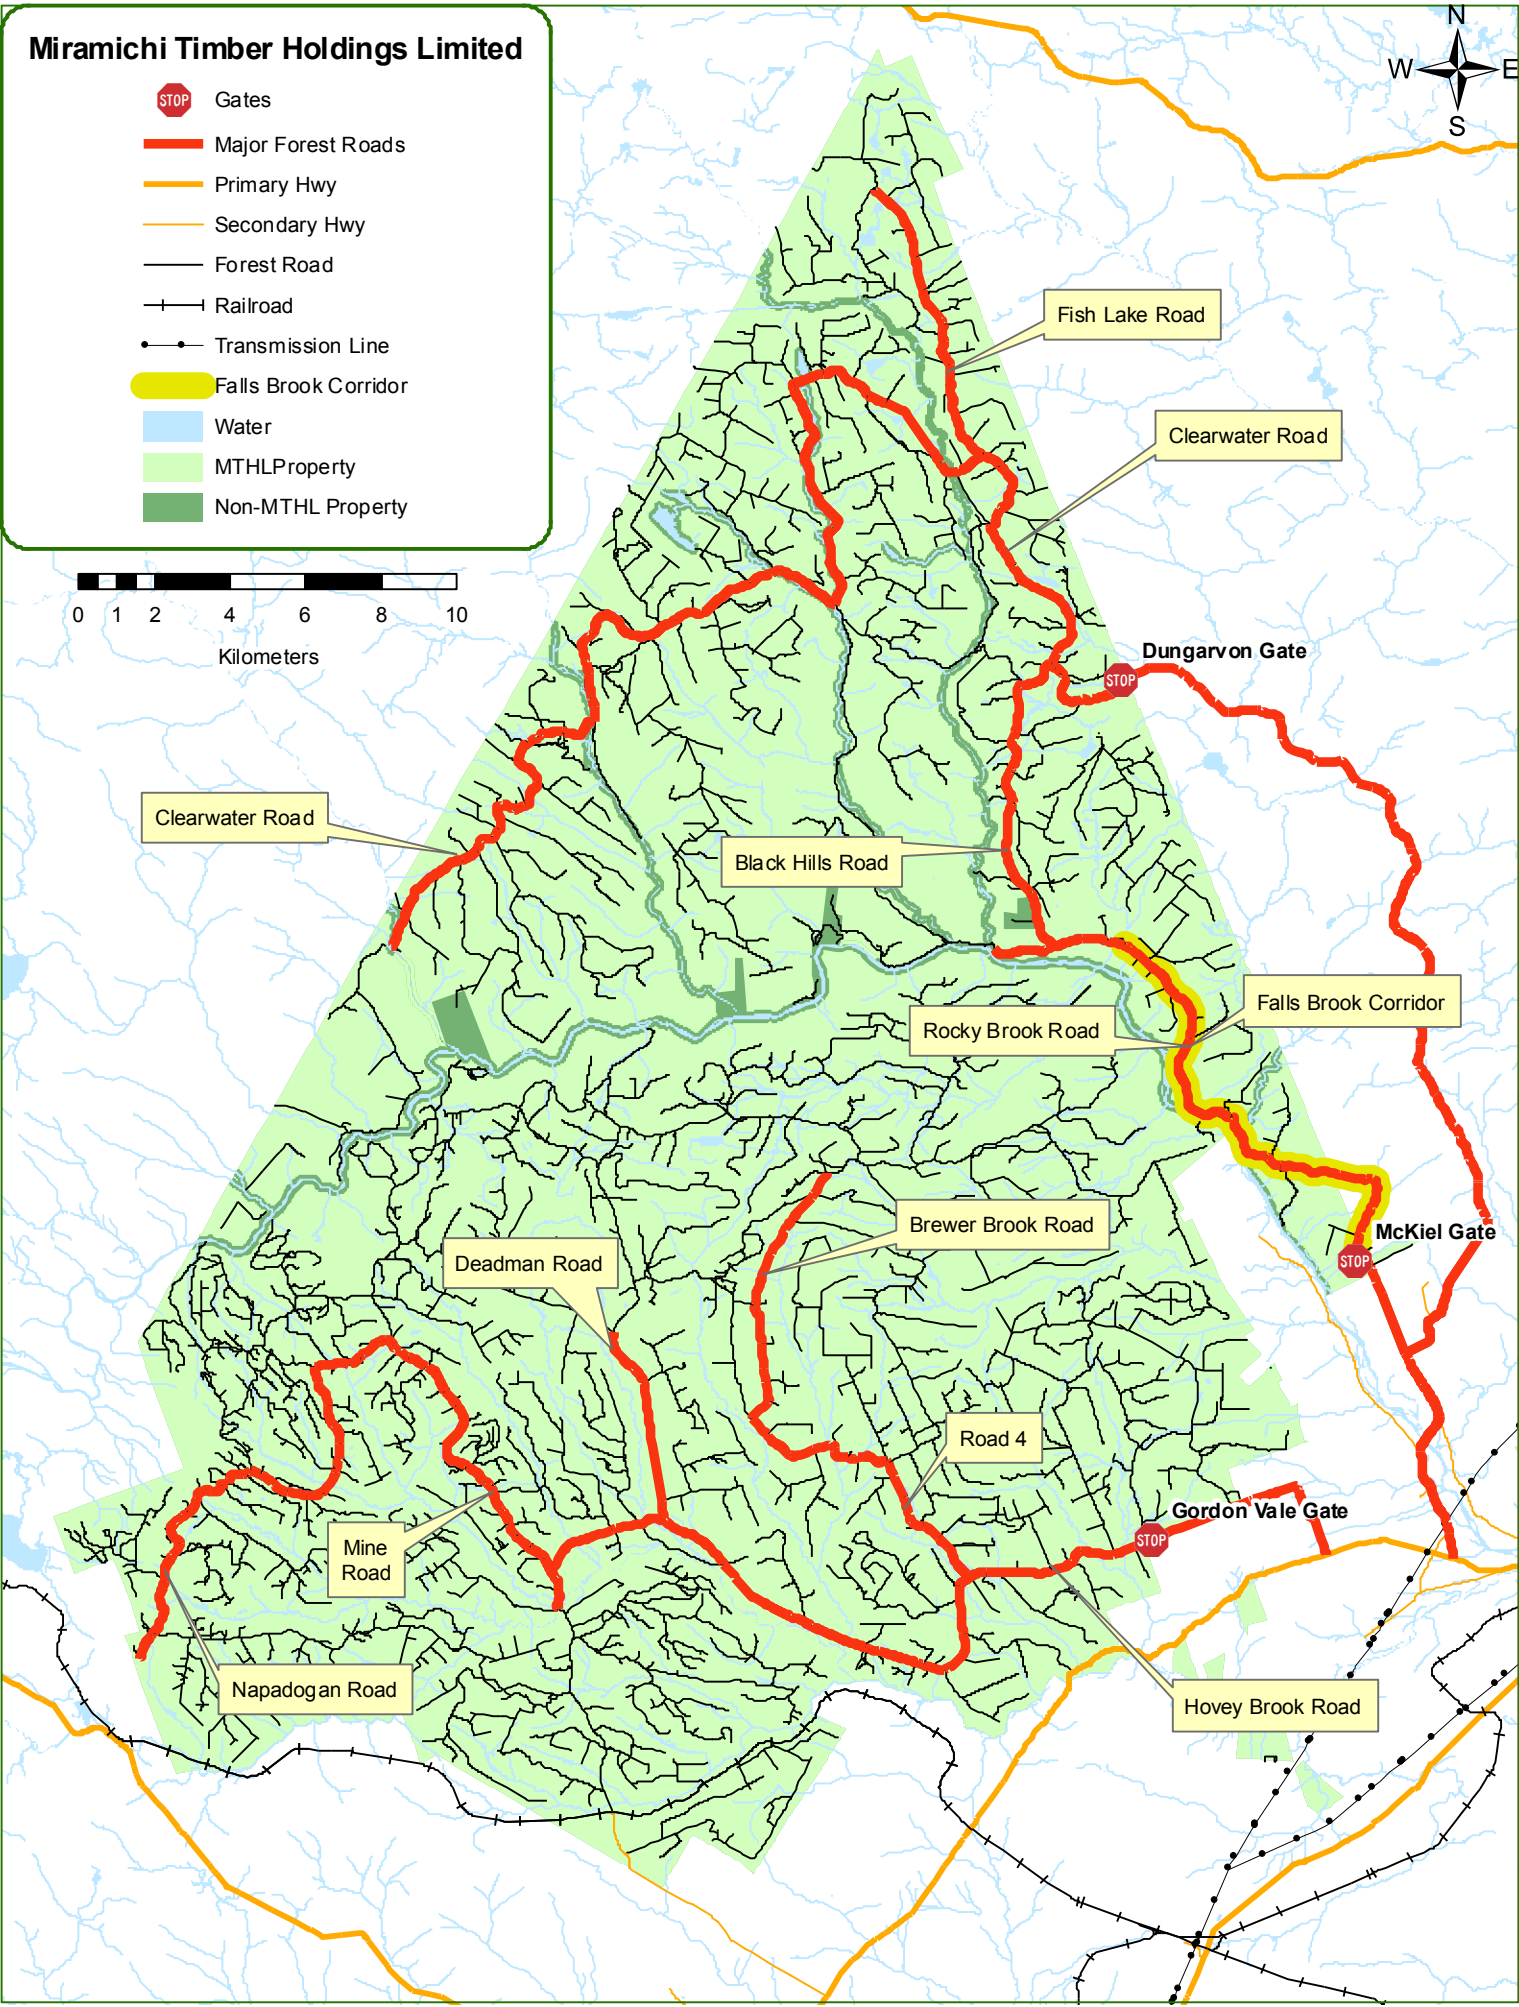 Miramichi Timber Holdings Limited
STOP Gates
Major Forest Roads
Primary Hwy
Secondary Hwy
Forest Road
Railroad
Transmission Line
Falls Brook Corridor
Water
MTHLProperty
Non-MTHL Property
0 1 2 4 6 8 10
Kilometers
N
W E
S
Fish Lake Road
Clearwater Road
Dungarvon Gate
STOP
Clearwater Road
Black Hills Road
Falls Brook Corridor
Rocky Brook Road
Brewer Brook Road
McKiel Gate
STOP
Deadman Road
Road 4
Gordon Vale Gate
STOP
Mine
Road
Napadogan Road
Hovey Brook Road